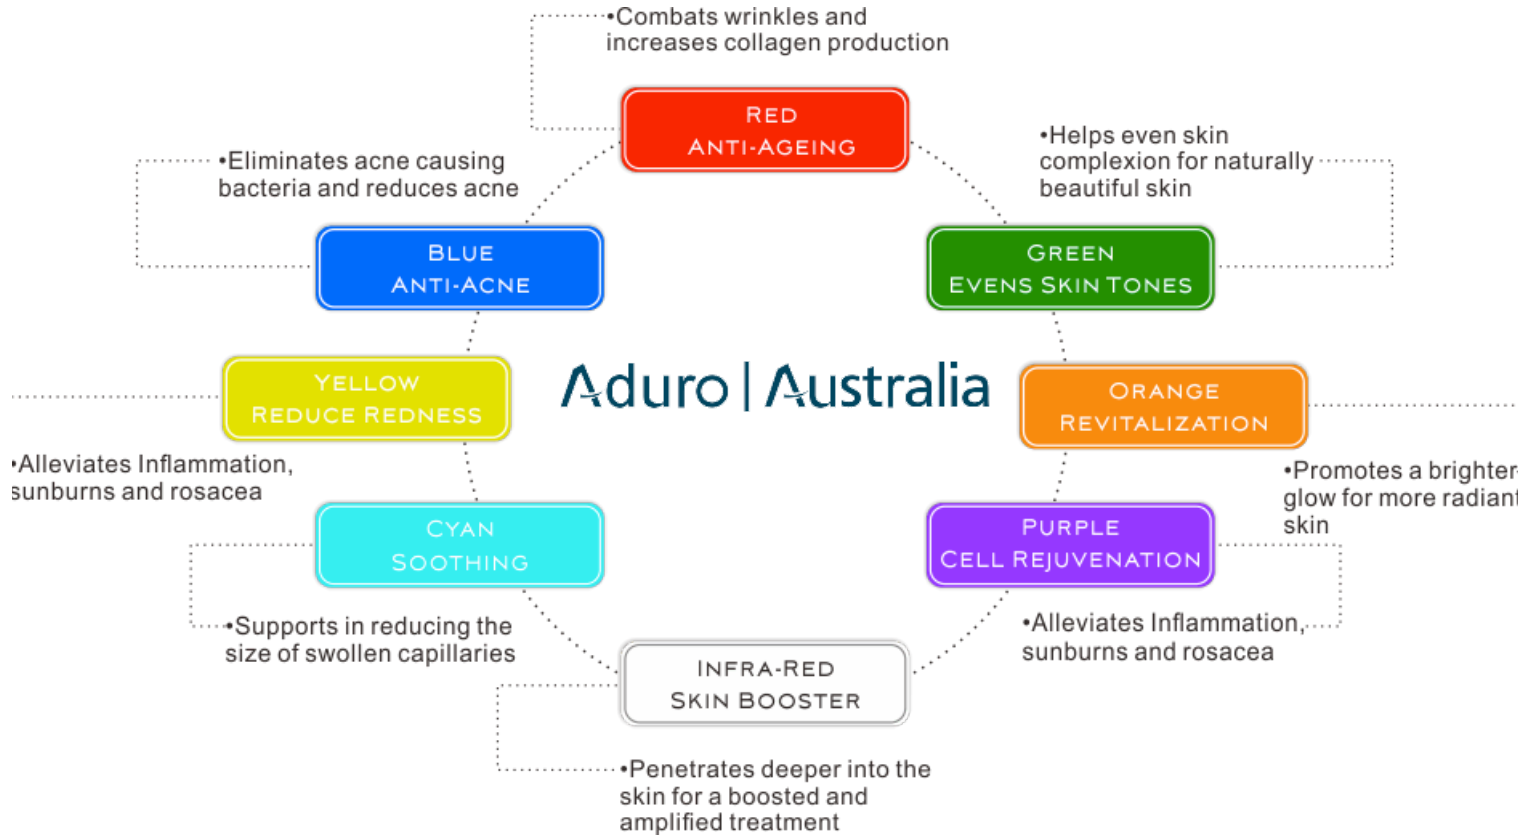 •Combats wrinkles and
increases collagen production
RED
ANTI-AGEING
•Eliminates acne causing
bacteria and reduces acne
•Helps even skin
complexion for naturally
beautiful skin
BLUE
ANTI-ACNE
GREEN
EVENS SKIN TONES
YELLOW
REDUCE REDNESS
Aduro | Australia
ORANGE
REVITALIZATION
•Alleviates Inflammation,
sunburns and rosacea
•Promotes a brighter
glow for more radiant
skin
CYAN
SOOTHING
PURPLE
CELL REJUVENATION
•Supports in reducing the
size of swollen capillaries
•Alleviates Inflammation,
sunburns and rosacea
INFRA-RED
SKIN BOOSTER
•Penetrates deeper into the
skin for a boosted and
amplified treatment